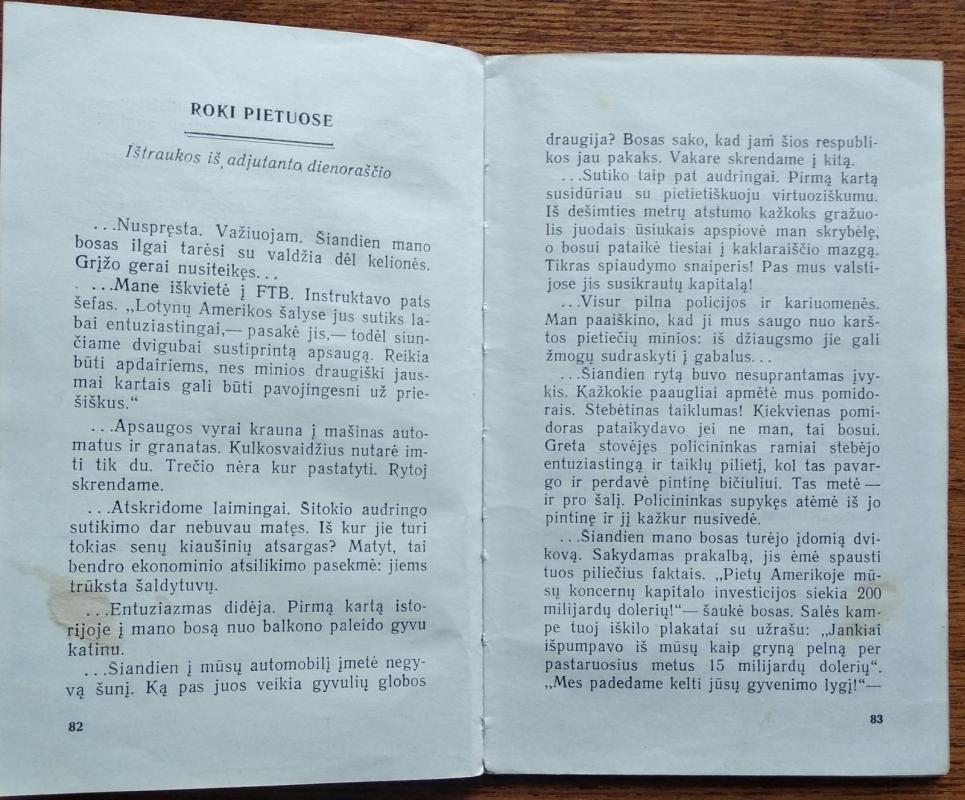 ROKI PIETUOSE
Ištraukos iš adjutanto dienoraščio
...Nuspręsta. Važiuojam. Šiandien mano
bosas ilgai tarėsi su valdžia dėl kelionės.
Grįžo gerai nusiteikęs...
...Mane iškvietė į FTB. Instruktavo pats
šefas. „Lotynų Amerikos šalyse jus sutiks la-
bai entuziastingai,— pasakė jis,— todėl siun-
čiame dvigubai sustiprintą apsaugą. Reikia
būti apdairiems, nes minios draugiški jaus-
mai kartais gali būti pavojingesni už prie-
šiškus.“
...Apsaugos vyrai krauna į mašinas auto-
matus ir granatas. Kulkosvaidžius nutarė im-
ti tik du. Trečio nėra kur pastatyti. Rytoj
skrendame.
...Atskridome laimingai. Šitokio audringo
sutikimo dar nebuvau matęs. Iš kur jie turi
tokias senų kiaušinių atsargas? Matyt, tai
bendro ekonominio atsilikimo pasekmė: jiems
trūksta šaldytuvų.
...Entuziazmas didėja. Pirmą kartą isto-
rijoje į mano bosą nuo balkono paleido gyvu
katinu.
...Šiandien į mūsų automobilį įmetė negy-
vą šunį. Ką pas juos veikia gyvulių globos
82
draugija? Bosas sako, kad jam šios respubli-
kos jau pakaks. Vakare skrendame į kitą.
...Sutiko taip pat audringai. Pirmą kartą
susidūriau su pietietiškuoju virtuoziškumu.
Iš dešimties metrų atstumo kažkoks gražuo-
lis juodais ūsiukais apspiovė man skrybėlę,
o bosui pataikė tiesiai į kaklaraiščio mazgą.
Tikras spiaudymo snaiperis! Pas mus valsti-
jose jis susikrautų kapitalą!
...Visur pilna policijos ir kariuomenės.
Man paaiškino, kad ji mus saugo nuo karš-
tos pietiečių minios: iš džiaugsmo jie gali
žmogų sudraskyti į gabalus...
...Šiandien rytą buvo nesuprantamas įvy-
kis. Kažkokie paaugliai apmėtė mus pomido-
rais. Stebėtinas taiklumas! Kiekvienas pomi-
doras pataikydavo jei ne man, tai bosui.
Greta stovėjęs policininkas ramiai stebėjo
entuziastingą ir taiklų pilietį, kol tas pavar-
go ir perdavė pintinę bičiuliui. Tas metė —
ir pro šalį. Policininkas supykęs atėmė iš jo
pintinę ir jį kažkur nusivedė.
...Šiandien mano bosas turėjo įdomią dvi-
kovą. Sakydamas prakalbą, jis ėmė spausti
tuos piliečius faktais. „Pietų Amerikoje mū-
sų koncernų kapitalo investicijos siekia 200
milijardų dolerių!“— šaukė bosas. Salės kam-
pe tuoj iškilo plakatai su užrašu: „Jankiai
išpumpavo iš mūsų kaip gryną pelną per
pastaruosius metus 15 milijardų dolerių“.
„Mes padedame kelti jūsų gyvenimo lygį!“—
83